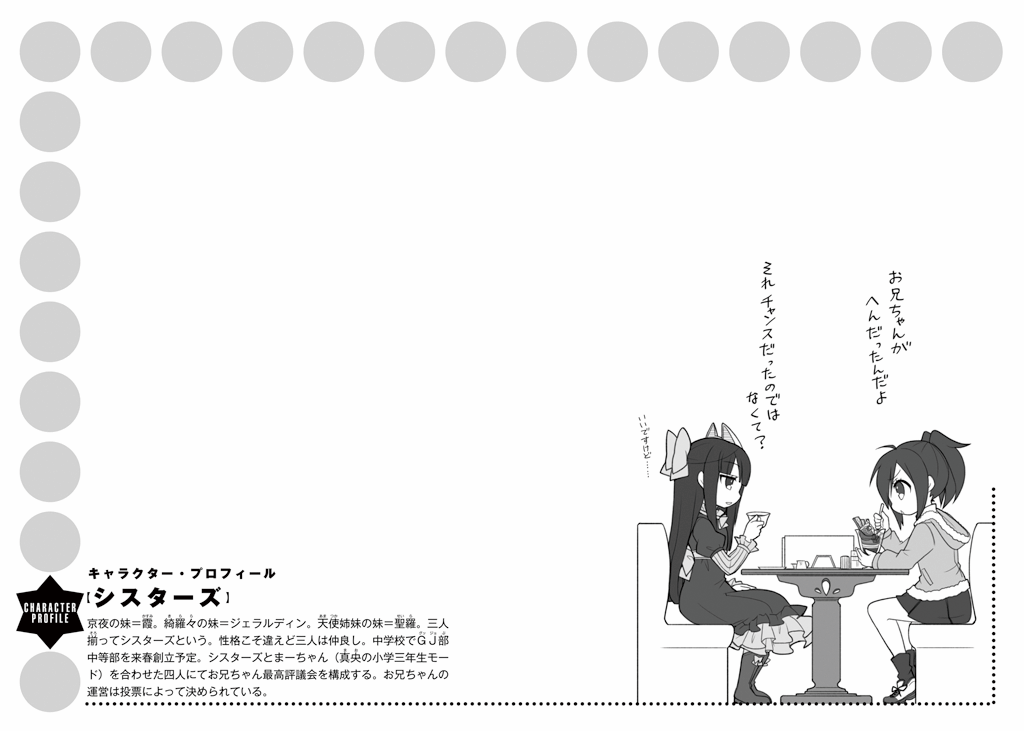 お兄ちゃんが
へんだったんだよ
それ チャンスだったのでは
なくて?
いいですけど……
CHARACTER
PROFILE
キャラクター・プロフィール
【シスターズ】
京夜の妹＝霞。綺羅々の妹＝ジェラルディン。天使姉妹の妹＝聖羅。三人
揃ってシスターズという。性格こそ違えど三人は仲良し。中学校でＧＪ部
中等部を来春創立予定。シスターズとまーちゃん（真央の小学三年生モー
ド）を合わせた四人にてお兄ちゃん最高評議会を構成する。お兄ちゃんの
運営は投票によって決められている。